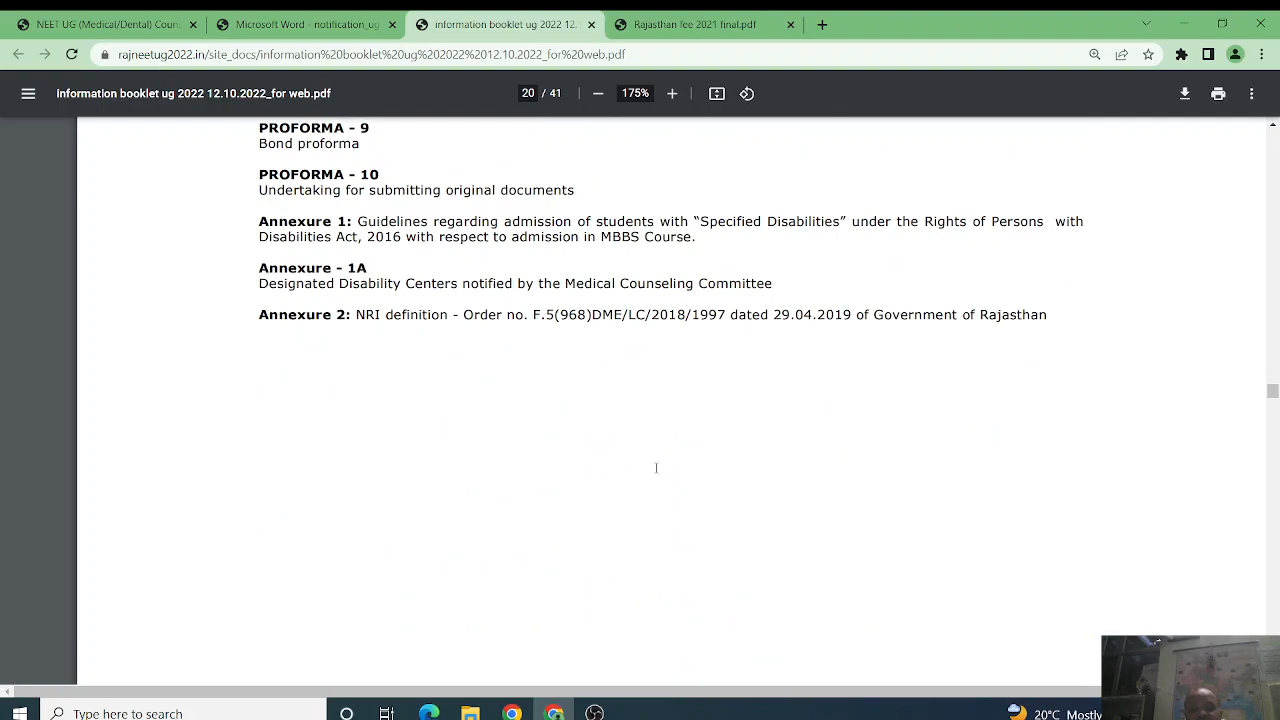 NEET UG (Medical/Dental) Coun
Microsoft Word - notification_ug
information booklet ug 2022 12.
Rajasthan fee 2021 final.pdf
rajneetug2022.in/site_docs/information%20booklet%20ug%202022%2012.10.2022_for%20web.pdf
Information booklet ug 2022 12.10.2022_for web.pdf
20 / 41
175%
PROFORMA - 9
Bond proforma
PROFORMA - 10
Undertaking for submitting original documents
Annexure 1: Guidelines regarding admission of students with “Specified Disabilities” under the Rights of Persons with
Disabilities Act, 2016 with respect to admission in MBBS Course.
Annexure - 1A
Designated Disability Centers notified by the Medical Counseling Committee
Annexure 2: NRI definition - Order no. F.5(968)DME/LC/2018/1997 dated 29.04.2019 of Government of Rajasthan
Type here to search
20°C Mostly